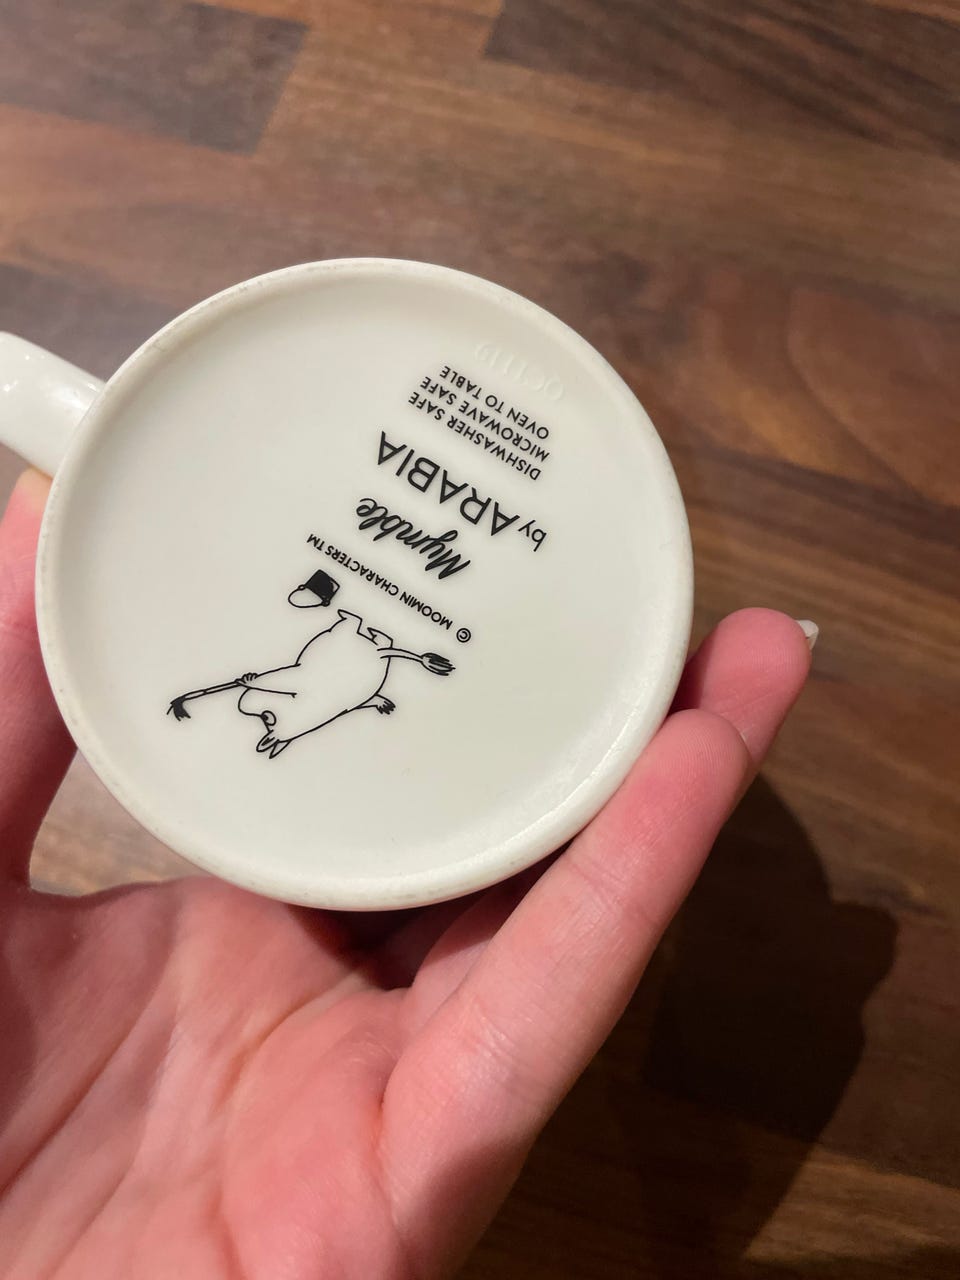 © MOOMIN CHARACTERS TM
Mymble
by ARABIA
DISHWASHER SAFE
MICROWAVE SAFE
OVEN TO TABLE